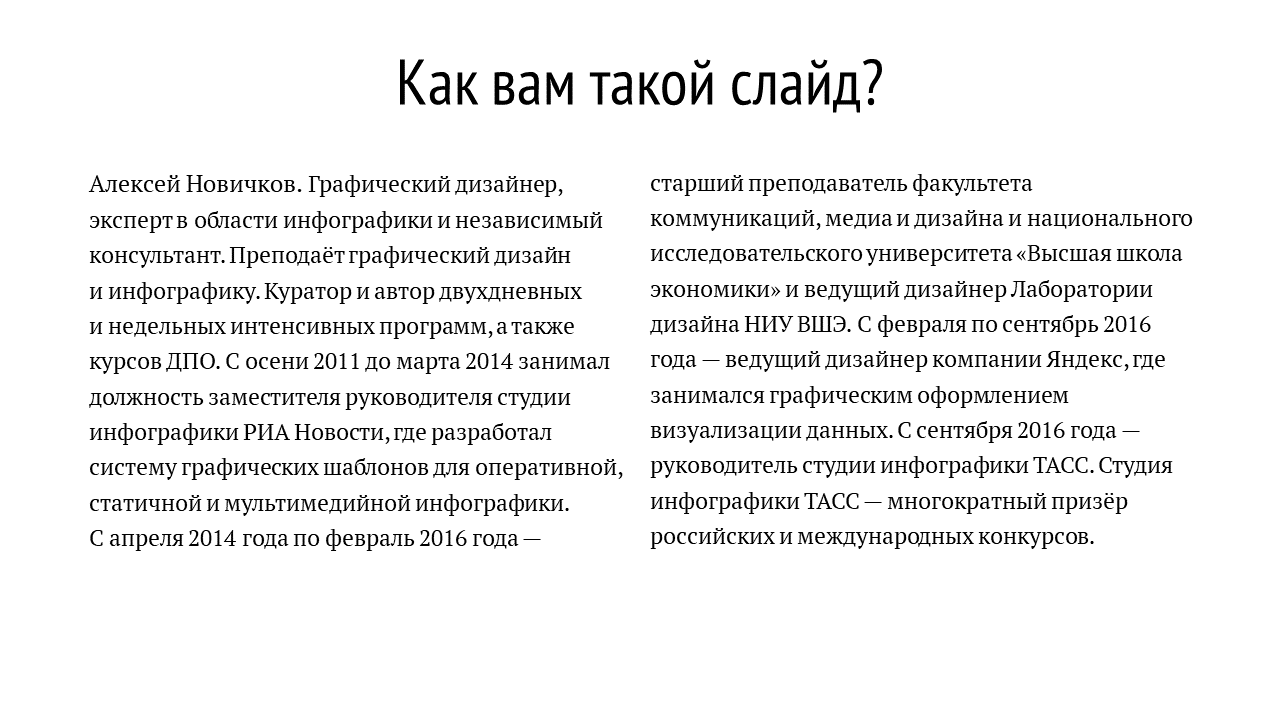 Как вам такой слайд?
Алексей Новичков. Графический дизайнер,
эксперт в области инфографики и независимый
консультант. Преподаёт графический дизайн
и инфографику. Куратор и автор двухдневных
и недельных интенсивных программ, а также
курсов ДПО. С осени 2011 до марта 2014 занимал
должность заместителя руководителя студии
инфографики РИА Новости, где разработал
систему графических шаблонов для оперативной,
статичной и мультимедийной инфографики.
С апреля 2014 года по февраль 2016 года —
старший преподаватель факультета
коммуникаций, медиа и дизайна и национального
исследовательского университета «Высшая школа
экономики» и ведущий дизайнер Лаборатории
дизайна НИУ ВШЭ. С февраля по сентябрь 2016
года — ведущий дизайнер компании Яндекс, где
занимался графическим оформлением
визуализации данных. С сентября 2016 года —
руководитель студии инфографики ТАСС. Студия
инфографики ТАСС — многократный призёр
российских и международных конкурсов.